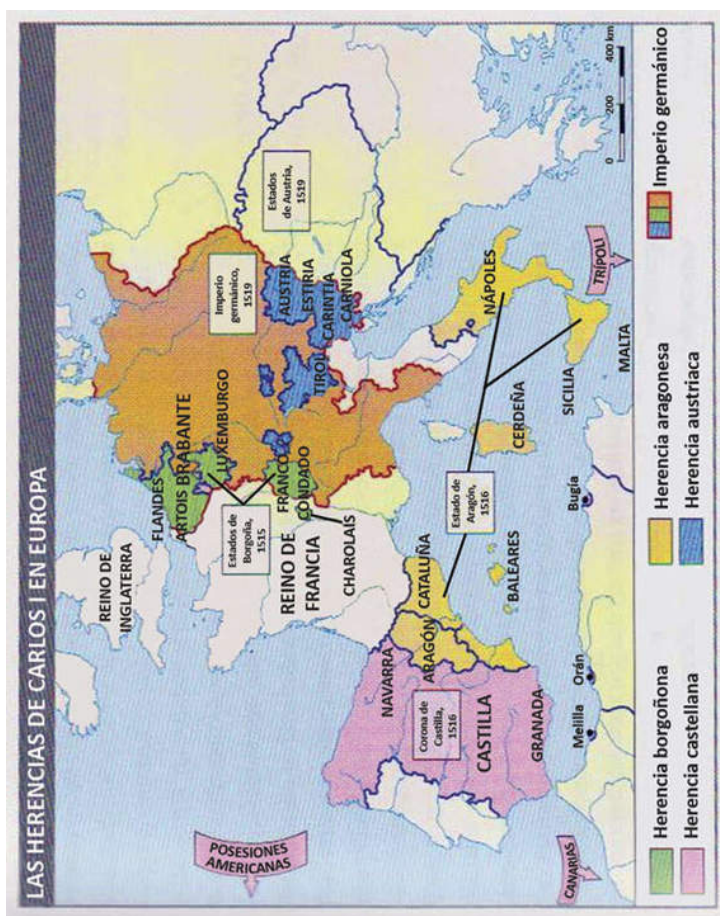 LAS HERENCIAS DE CARLOS I EN EUROPA
REINO DE
INGLATERRA
FLANDES
ARTOIS
BRABANTE
LUXEMBURGO
Imperio
germánico,
1519
Estados
de Austria,
1519
Estados de
Borgoña,
1515
FRANCO
CONDADO
REINO DE
FRANCIA
CHAROLAIS
TIROL
AUSTRIA
ESTIRIA
CARINTIA
CARNIOLA
POSESIONES
AMERICANAS
NAVARRA
ARAGÓN
CATALUÑA
Corona de
Castilla,
1516
CASTILLA
GRANADA
BALEARES
Estado de
Aragón,
1516
CERDEÑA
NÁPOLES
SICILIA
MALTA
TRÍPOLI
CANARIAS
Melilla
Orán
Bugía
0 200 400 km
Herencia borgoñona
Herencia castellana
Herencia aragonesa
Herencia austriaca
Imperio germánico